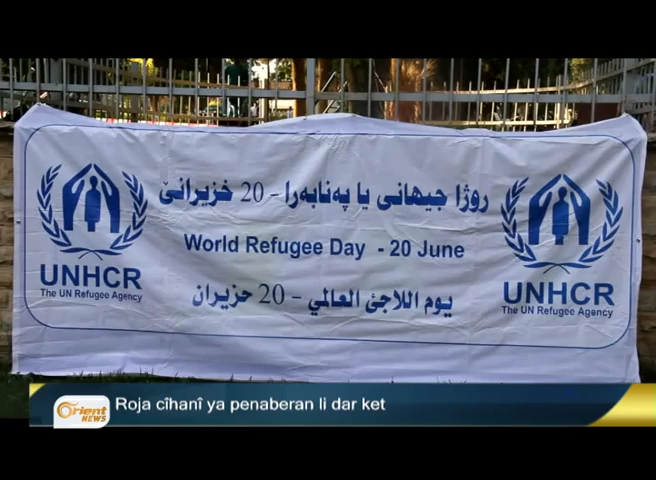 روژا جیهانی یا پەنابەرا - 20 خزیرانێ
World Refugee Day - 20 June
يوم اللاجئ العالمي - 20 حزيران
UNHCR
The UN Refugee Agency
UNHCR
The UN Refugee Agency
Orient NEWS
Roja cîhanî ya penaberan li dar ket